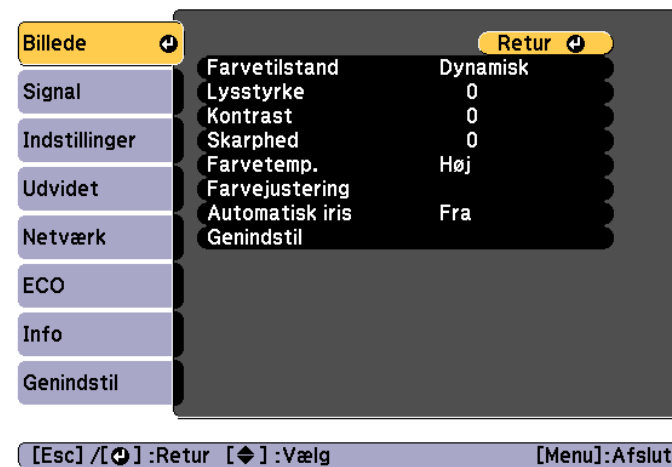 Billede
Signal
Indstillinger
Udvidet
Netværk
ECO
Info
Genindstil
Retur
Farvetilstand Dynamisk
Lysstyrke 0
Kontrast 0
Skarphed 0
Farvetemp. Høj
Farvejustering
Automatisk iris Fra
Genindstil
[Esc] /[⏎] :Retur [◆] :Vælg [Menu]:Afslut